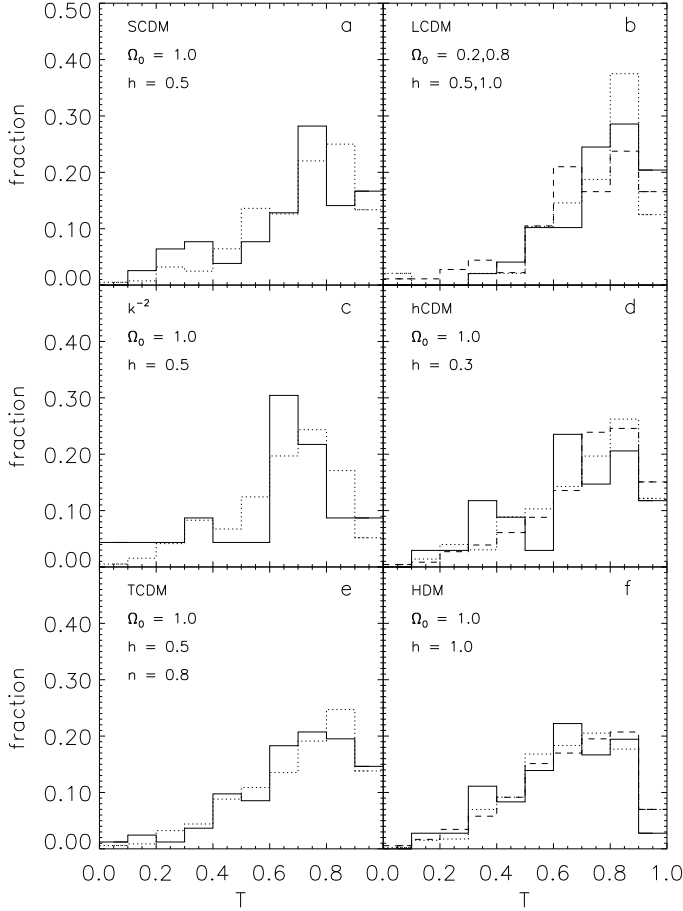 0.50
SCDM a
Ω₀ = 1.0
h = 0.5
LCDM b
Ω₀ = 0.2,0.8
h = 0.5,1.0
0.40
0.30
0.20
0.10
0.00
fraction
k⁻² c
Ω₀ = 1.0
h = 0.5
hCDM d
Ω₀ = 1.0
h = 0.3
0.40
0.30
0.20
0.10
0.00
fraction
TCDM e
Ω₀ = 1.0
h = 0.5
n = 0.8
HDM f
Ω₀ = 1.0
h = 1.0
0.40
0.30
0.20
0.10
0.00
fraction
0.0 0.2 0.4 0.6 0.8 0.0 0.2 0.4 0.6 0.8 1.0
T T